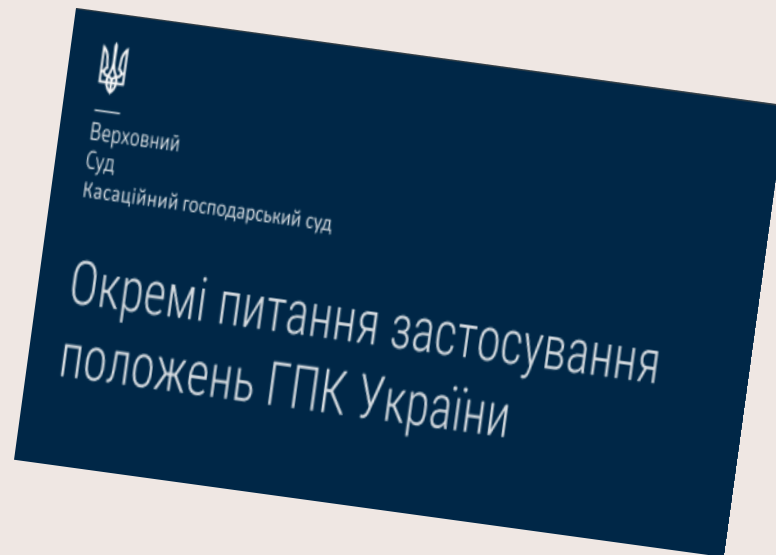 Верховний
Суд
Касаційний господарський суд
Окремі питання застосування
положень ГПК України